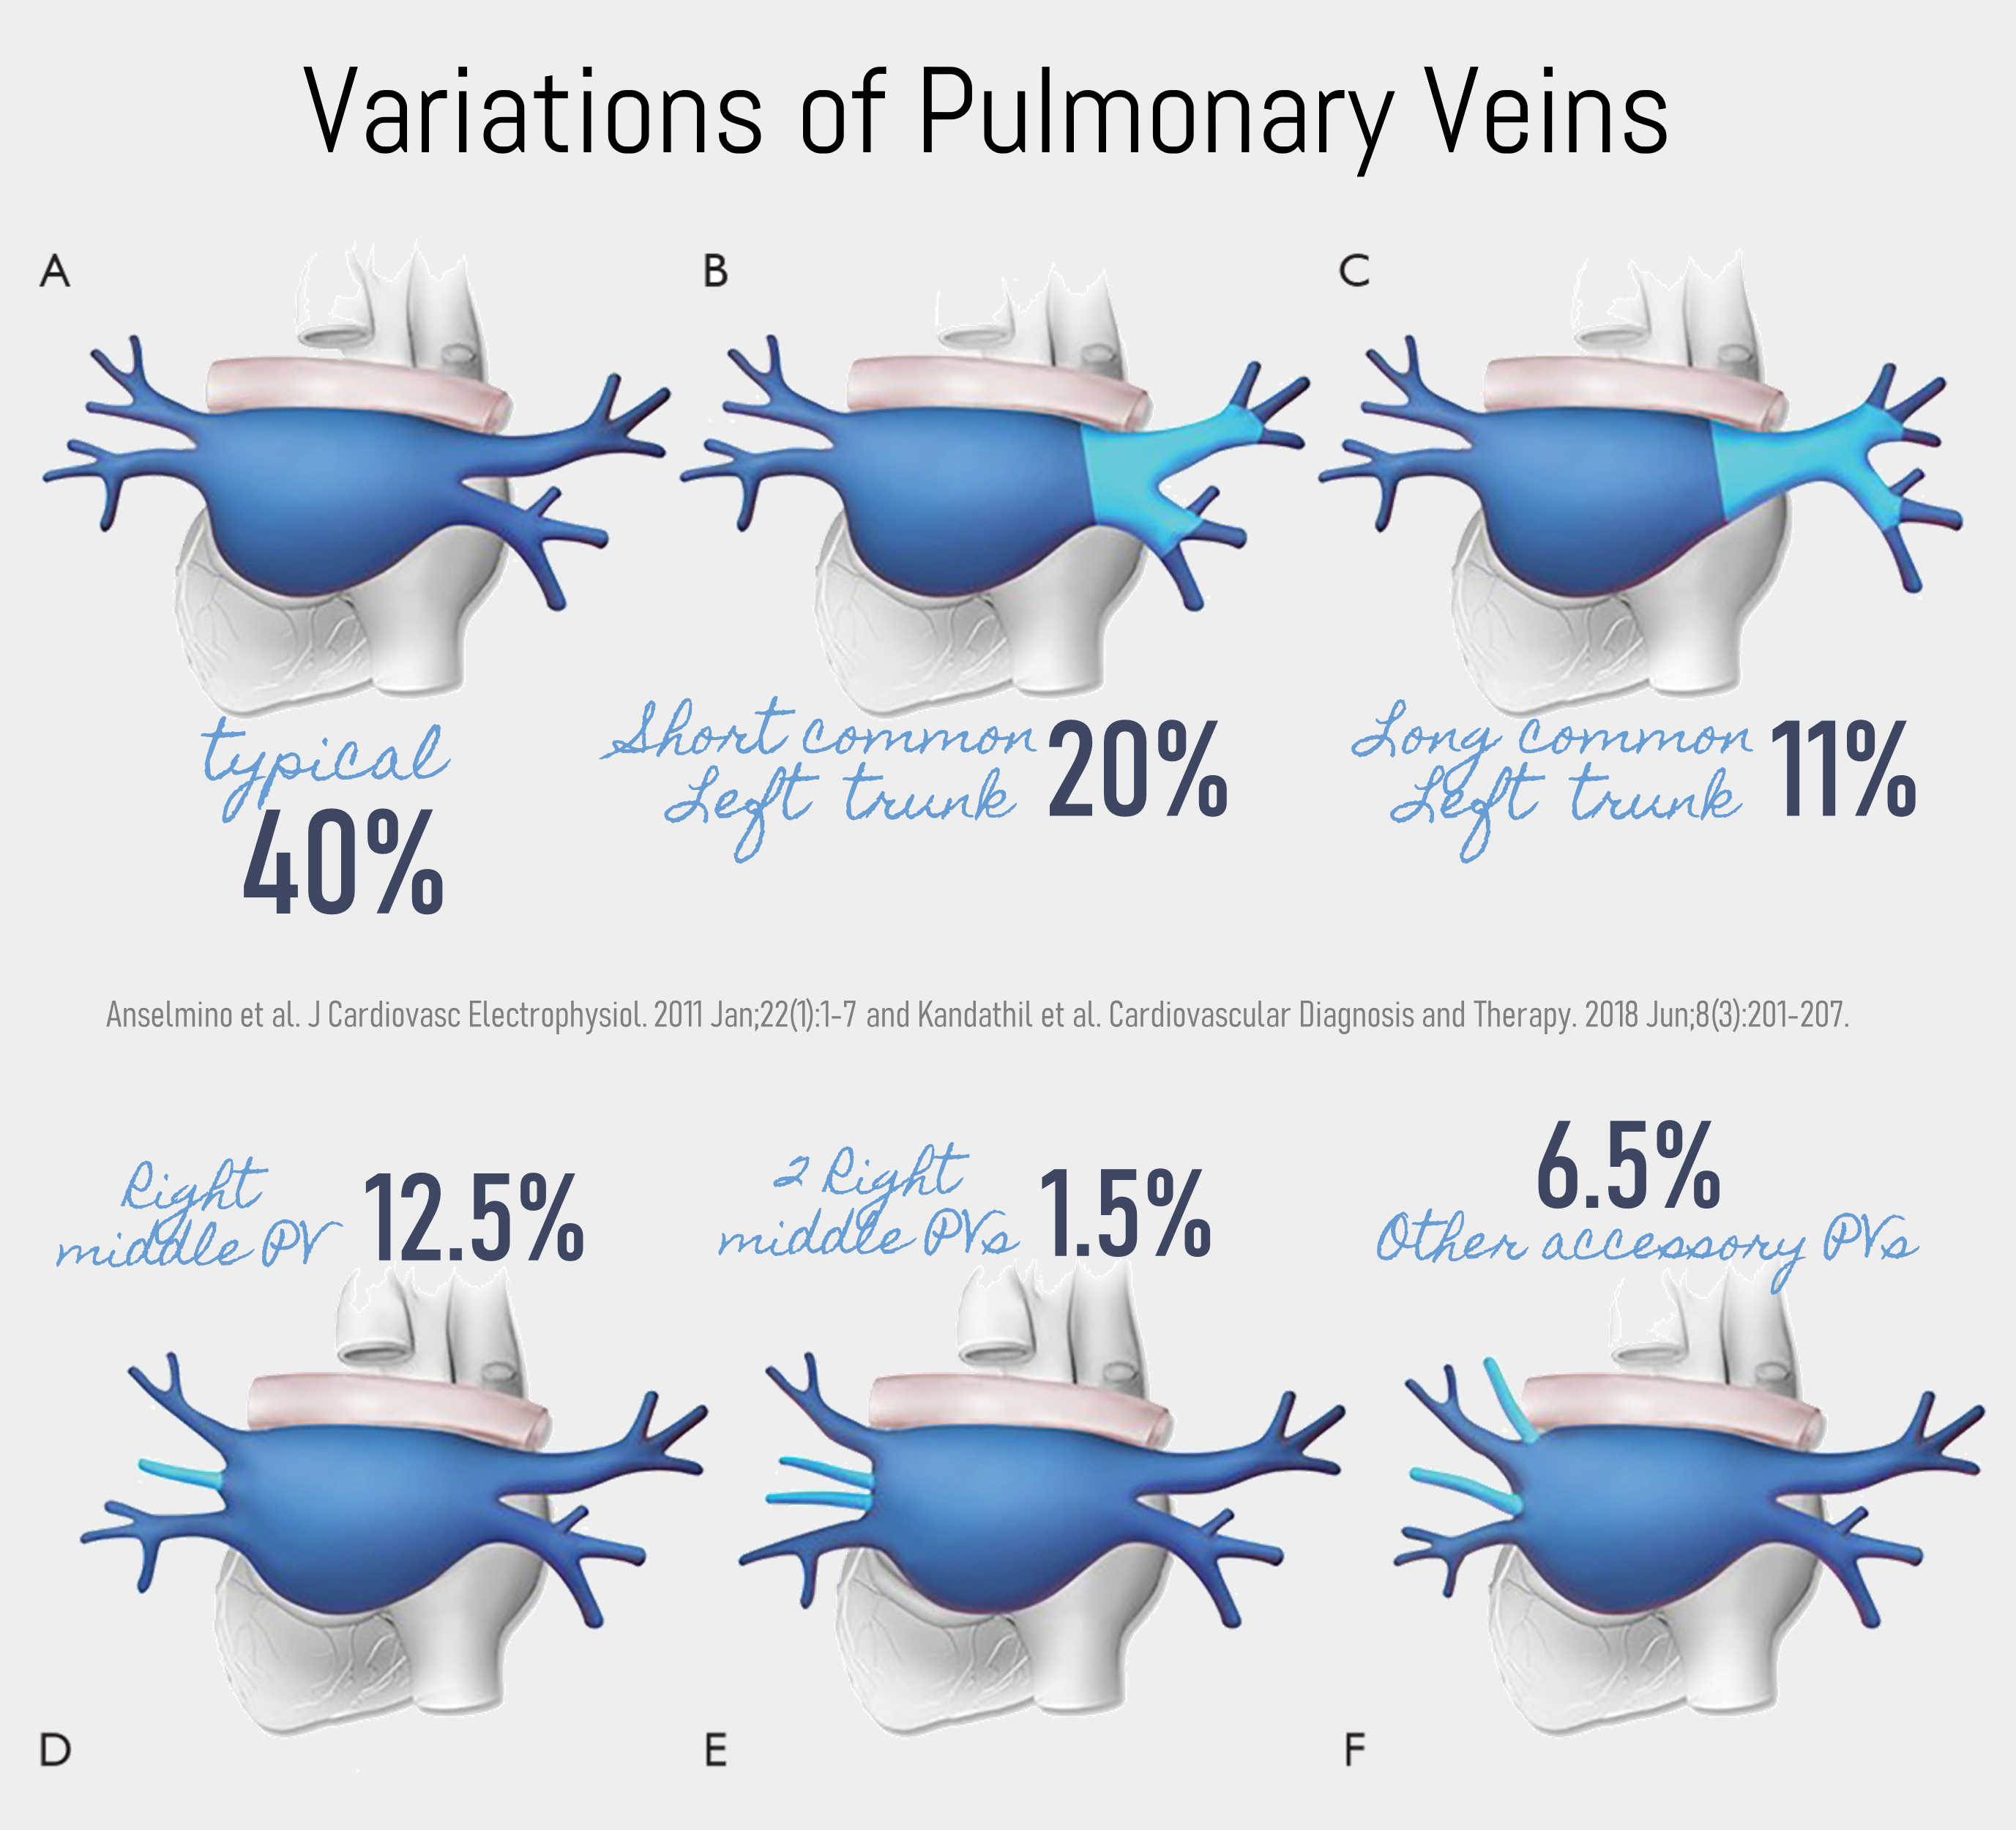 Variations of Pulmonary Veins
A
B
C
typical
40%
Short common
Left trunk
20%
Long common
Left trunk
11%
Anselmino et al. J Cardiovasc Electrophysiol. 2011 Jan;22(1):1-7 and Kandathil et al. Cardiovascular Diagnosis and Therapy. 2018 Jun;8(3):201-207.
Right
middle PV
12.5%
2 Right
middle PVs
1.5%
6.5%
Other accessory PVs
D
E
F